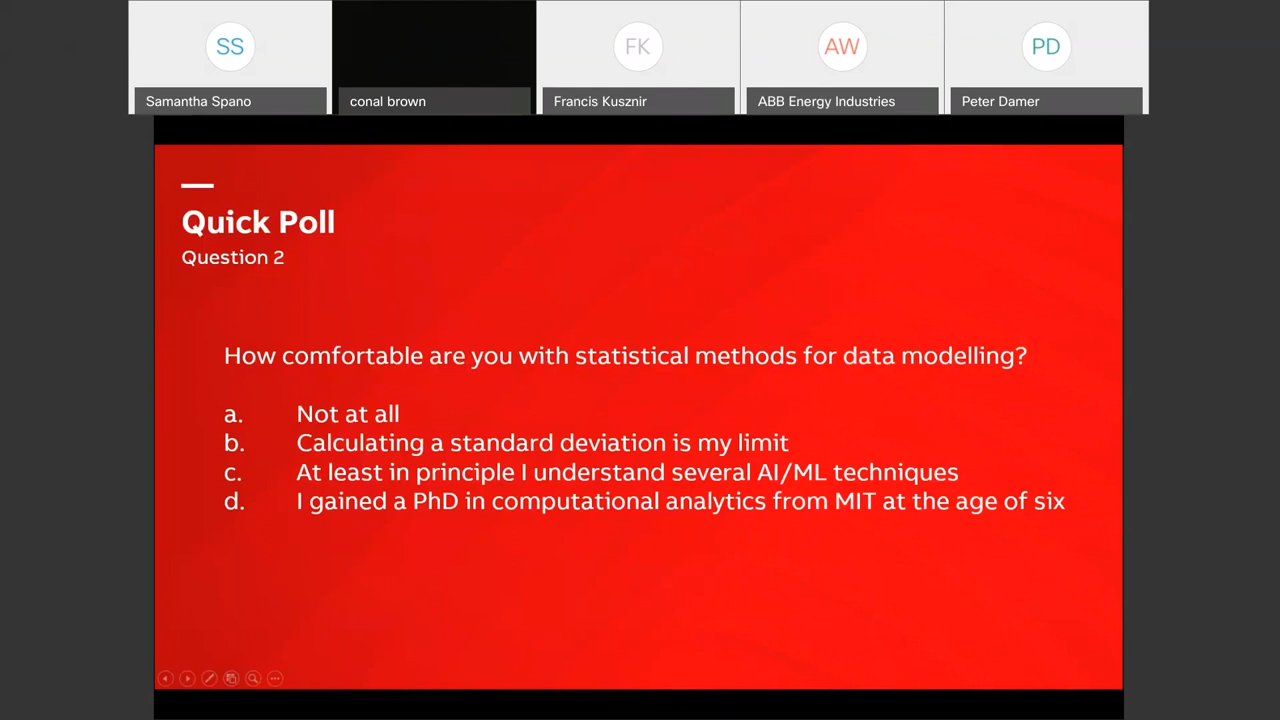 SS
FK
AW
PD
Samantha Spano
conal brown
Francis Kusznir
ABB Energy Industries
Peter Damer
Quick Poll
Question 2
How comfortable are you with statistical methods for data modelling?
a. Not at all
b. Calculating a standard deviation is my limit
c. At least in principle I understand several AI/ML techniques
d. I gained a PhD in computational analytics from MIT at the age of six